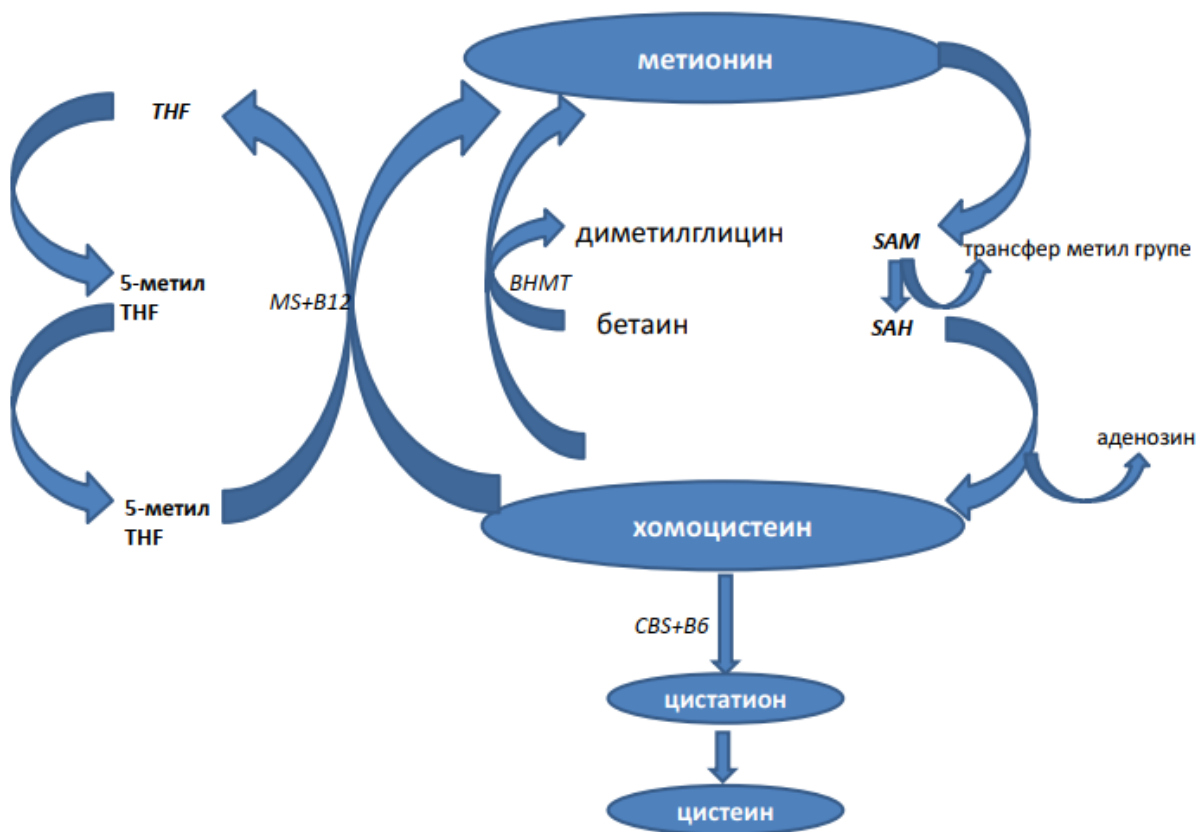 метионин
THF
диметилглицин
SAM
трансфер метил групе
5-метил
THF
MS+B12
BHMT
бетаин
SAH
аденозин
5-метил
THF
хомоцистеин
CBS+B6
цистатион
цистеин